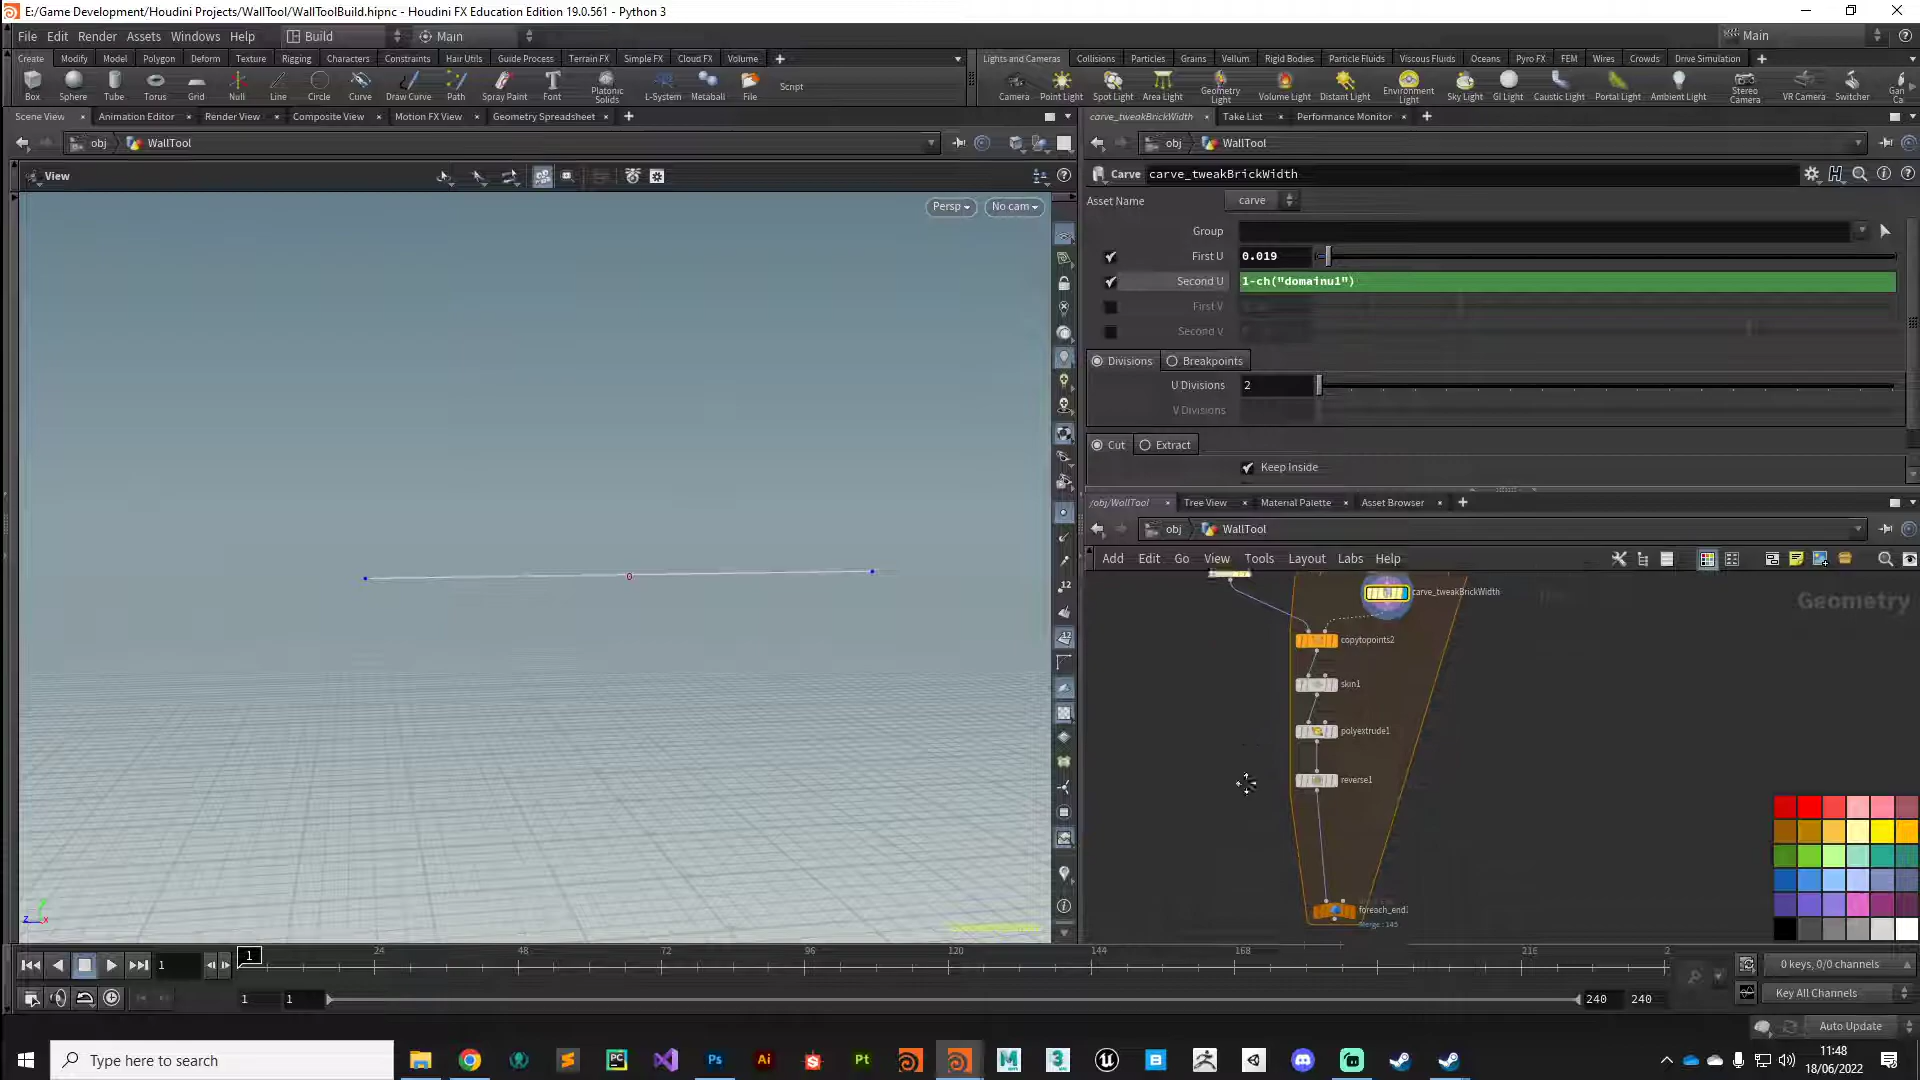 E:/Game Development/Houdini Projects/WallTool/WallToolBuild.hipnc - Houdini FX Education Edition 19.0.561 - Python 3
File Edit Render Assets Windows Help Build Main Main
Create Modify Model Polygon Deform Texture Rigging Characters Constraints Hair Utils Guide Process Terrain FX Simple FX Cloud FX Volume
Lights and Cameras Collisions Particles Grains Vellum Rigid Bodies Particle Fluids Viscous Fluids Oceans Pyro FX FEM Wires Crowds Drive Simulation
Box Sphere Tube Torus Grid Null Line Circle Curve Draw Curve Path Spray Paint Font Platonic Solids L-System Metaball File Script
Camera Point Light Spot Light Area Light Geometry Light Volume Light Distant Light Environment Light Sky Light GI Light Caustic Light Portal Light Ambient Light Stereo Camera VR Camera Switcher
Scene View Animation Editor Render View Composite View Motion FX View Geometry Spreadsheet
carve_tweakBrickWidth Take List Performance Monitor
obj WallTool
obj WallTool
View
Persp No cam
Carve carve_tweakBrickWidth
Asset Name carve
Group
First U 0.019
Second U 1-ch("domainu1")
First V
Second V
Divisions Breakpoints
U Divisions 2
V Divisions
Cut Extract
Keep Inside
/obj/WallTool Tree View Material Palette Asset Browser
obj WallTool
Add Edit Go View Tools Layout Labs Help
Geometry
carve_tweakBrickWidth
copytopoints2
skin1
polyextrude1
reverse1
foreach_end1
Merge : 145
0
12
12
y
z x
1 1 24 48 72 96 120 144 168 216 2
0 keys, 0/0 channels
1 1 240 240
Key All Channels
Auto Update
Type here to search
11:48
18/06/2022